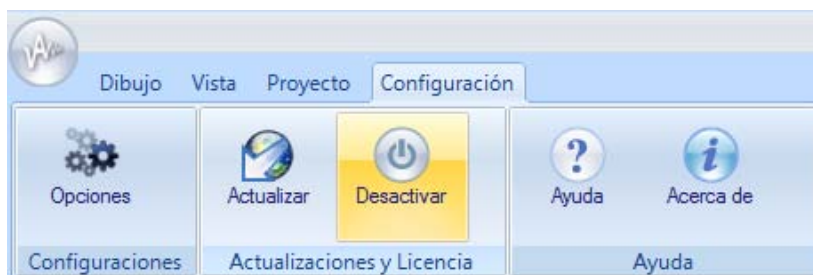 Dibujo Vista Proyecto Configuración
Opciones Actualizar Desactivar Ayuda Acerca de
Configuraciones Actualizaciones y Licencia Ayuda